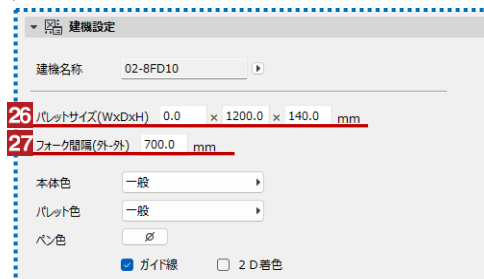 建機設定
建機名称 02-8FD10
26 パレットサイズ(WxDxH) 0.0 × 1200.0 × 140.0 mm
27 フォーク間隔(外-外) 700.0 mm
本体色 一般
パレット色 一般
ペン色
ガイド線 2D着色